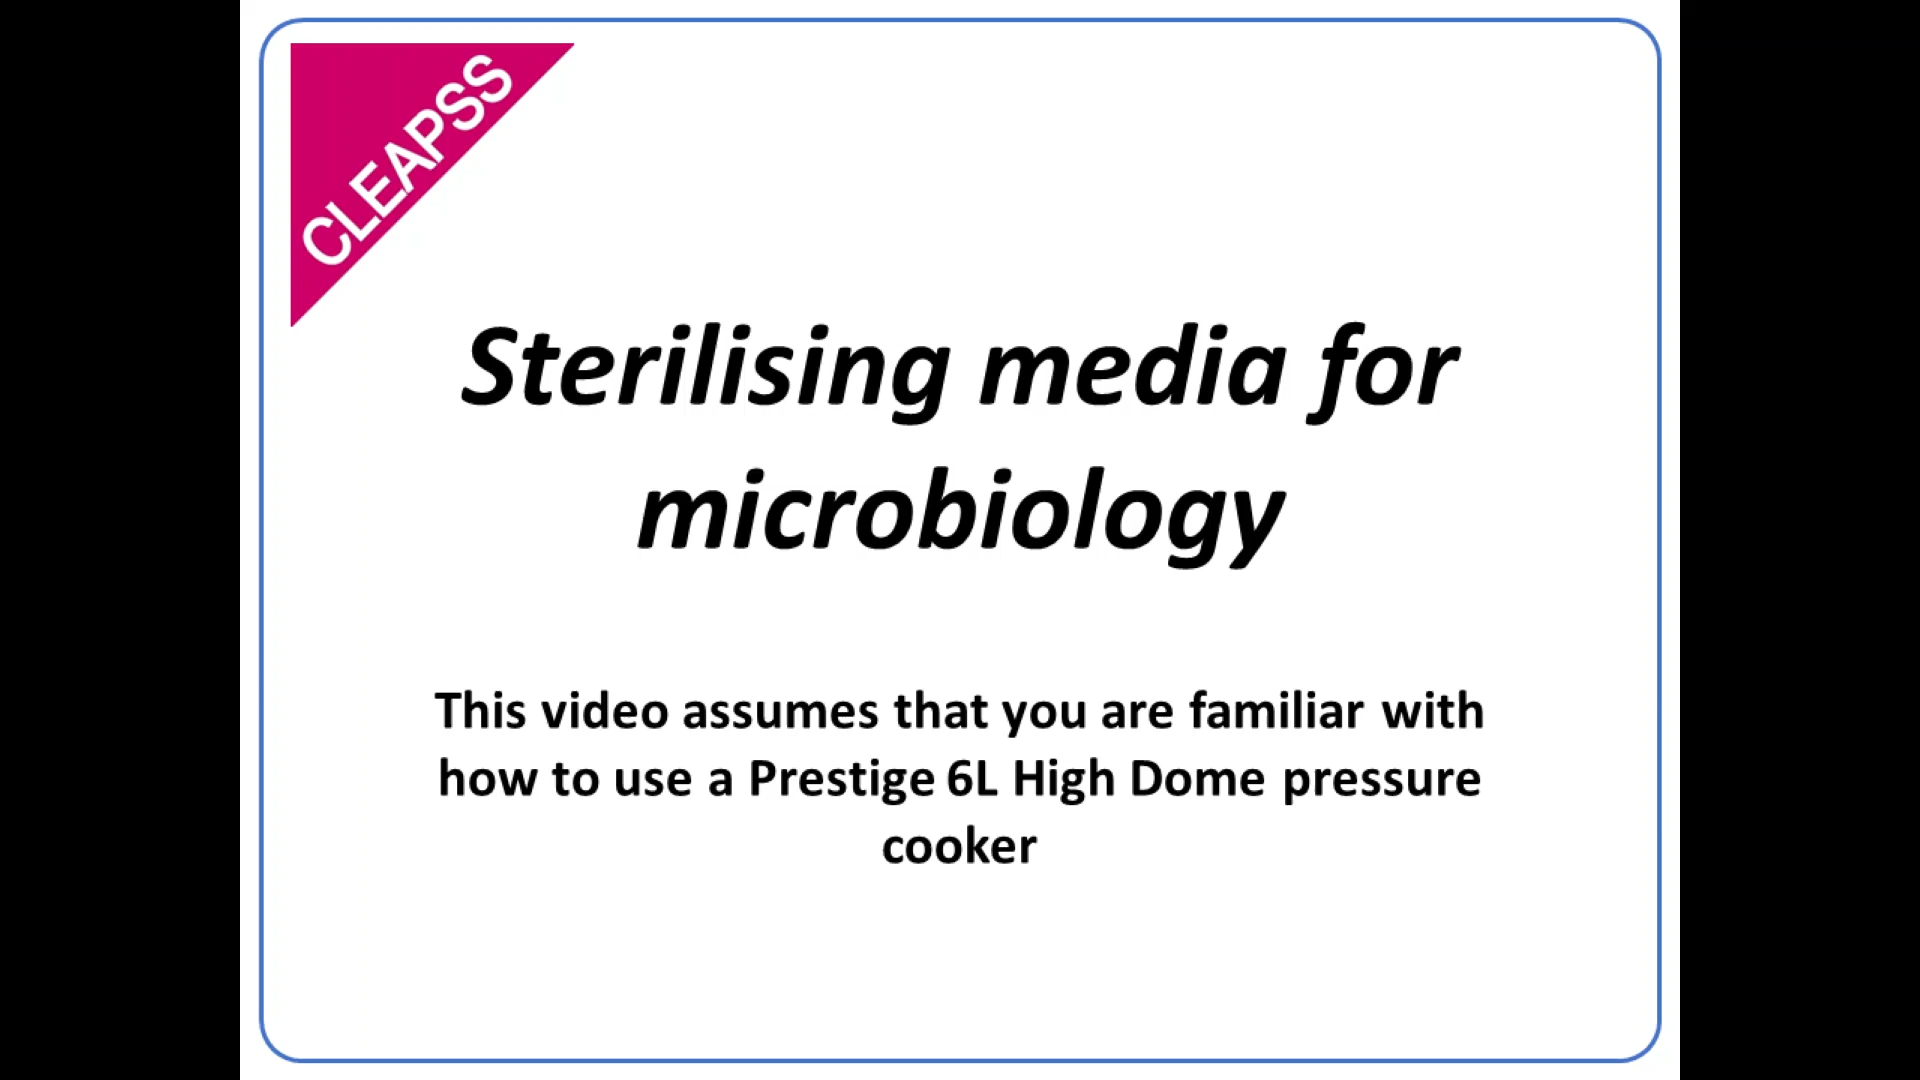 CLEAPSS
Sterilising media for
microbiology
This video assumes that you are familiar with
how to use a Prestige 6L High Dome pressure
cooker